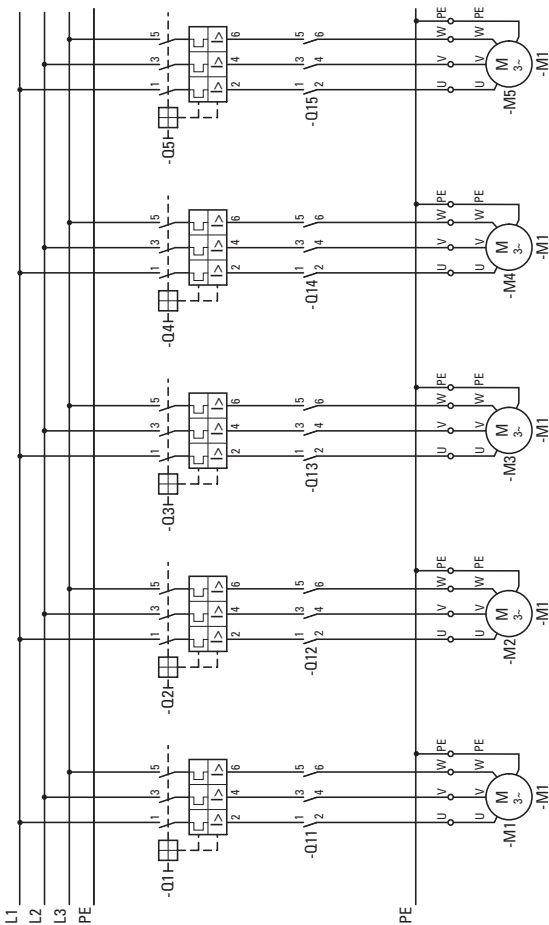 L1
L2
L3
PE
-Q1
1 3 5
I> I> I>
2 4 6
-Q11
1 3 5
2 4 6
PE
U V W PE
U V W PE
M
3~
-M1
-M1
-Q2
1 3 5
I> I> I>
2 4 6
-Q12
1 3 5
2 4 6
U V W PE
U V W PE
M
3~
-M2
-M1
-Q3
1 3 5
I> I> I>
2 4 6
-Q13
1 3 5
2 4 6
U V W PE
U V W PE
M
3~
-M3
-M1
-Q4
1 3 5
I> I> I>
2 4 6
-Q14
1 3 5
2 4 6
U V W PE
U V W PE
M
3~
-M4
-M1
-Q5
1 3 5
I> I> I>
2 4 6
-Q15
1 3 5
2 4 6
U V W PE
U V W PE
M
3~
-M5
-M1